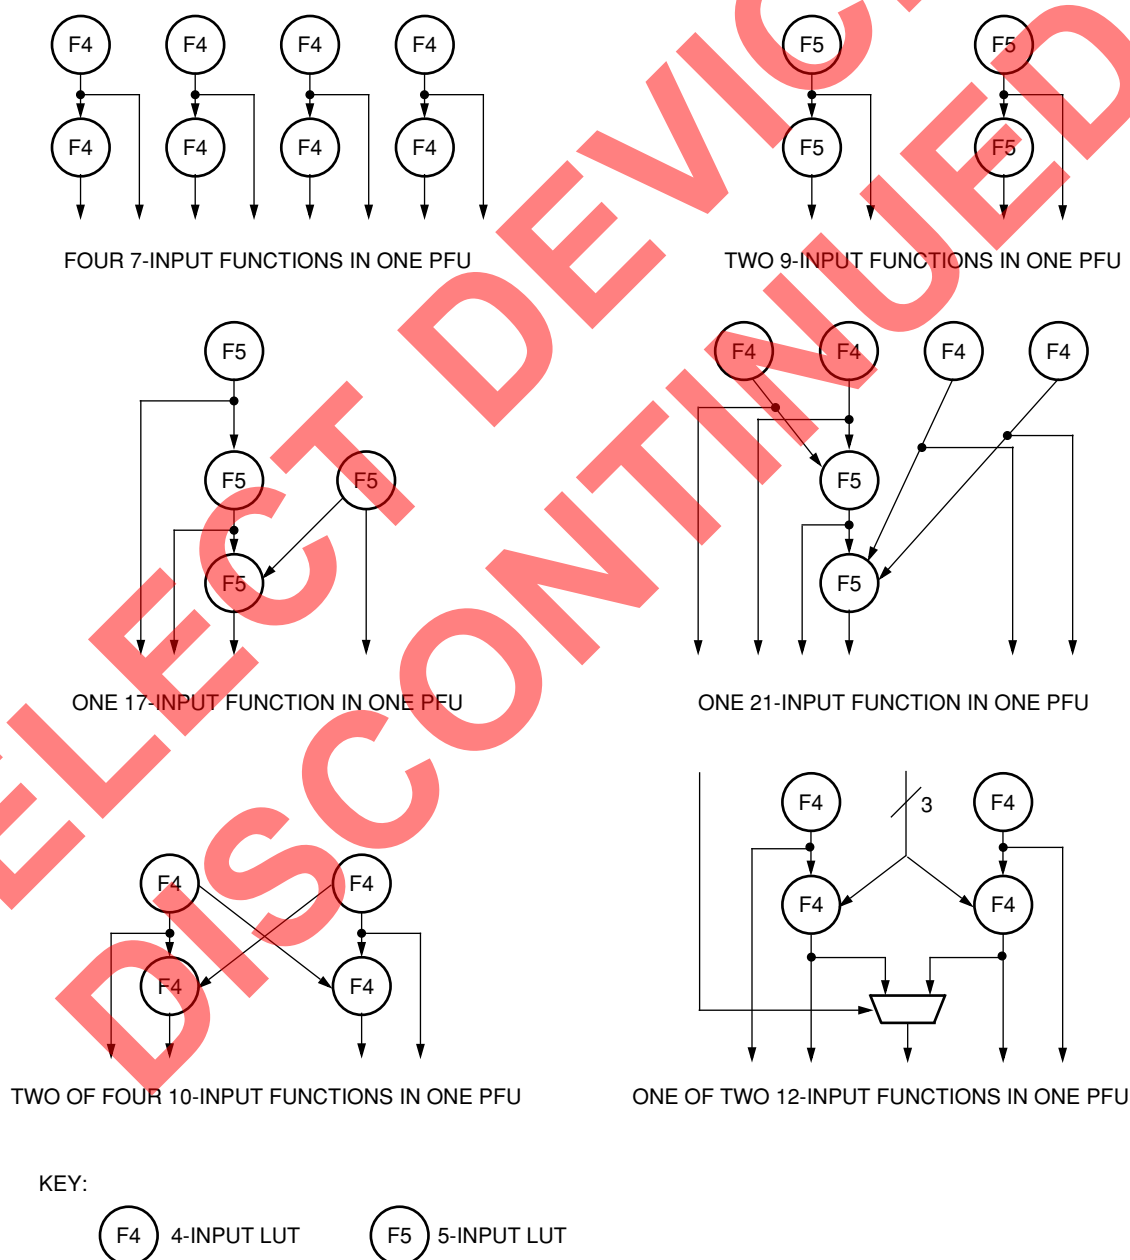 F4 F4 F4 F4 F5 F5
F4 F4 F4 F4 F5 F5
FOUR 7-INPUT FUNCTIONS IN ONE PFU
TWO 9-INPUT FUNCTIONS IN ONE PFU
F5 F4 F4 F4 F4
F5 F5 F5
F5 F5
ONE 17-INPUT FUNCTION IN ONE PFU
ONE 21-INPUT FUNCTION IN ONE PFU
F4 3 F4
F4 F4 F4 F4
F4 F4
TWO OF FOUR 10-INPUT FUNCTIONS IN ONE PFU
ONE OF TWO 12-INPUT FUNCTIONS IN ONE PFU
KEY:
F4 4-INPUT LUT F5 5-INPUT LUT
DISCONTINUED